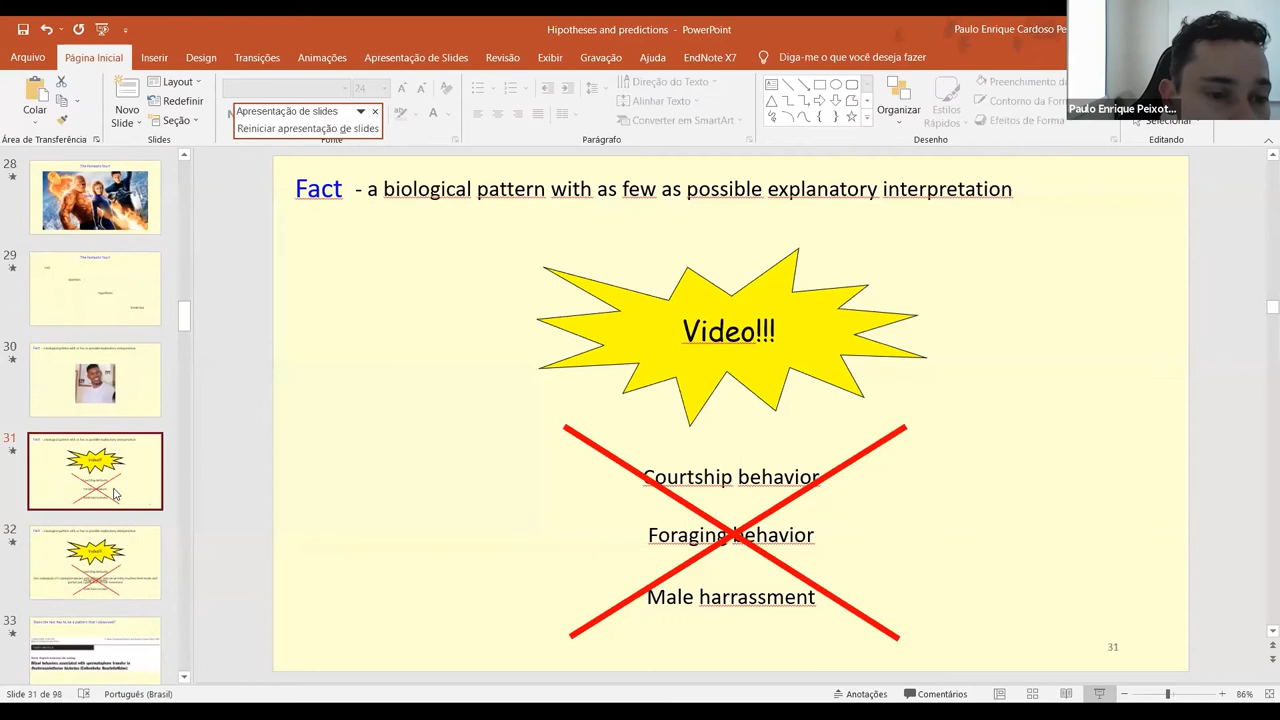 Hipotheses and predictions - PowerPoint
Paulo Enrique Cardoso Pei
Arquivo
Página Inicial
Inserir
Design
Transições
Animações
Apresentação de Slides
Revisão
Exibir
Gravação
Ajuda
EndNote X7
Diga-me o que você deseja fazer
Paulo Enrique Peixot...
Colar
Novo
Slide
Layout
Redefinir
Seção
24
Apresentação de slides
Reiniciar apresentação de slides
Direção do Texto
Alinhar Texto
Converter em SmartArt
Organizar
Estilos
Rápidos
Preenchimento da
Contorno da Forma
Efeitos de Forma
Selecionar
Área de Transferência
Slides
Fonte
Parágrafo
Desenho
Editando
28
29
30
31
32
33
Fact - a biological pattern with as few as possible explanatory interpretation
Video!!!
Courtship behavior
Foraging behavior
Male harrassment
31
Slide 31 de 98
Português (Brasil)
Anotações
Comentários
86%